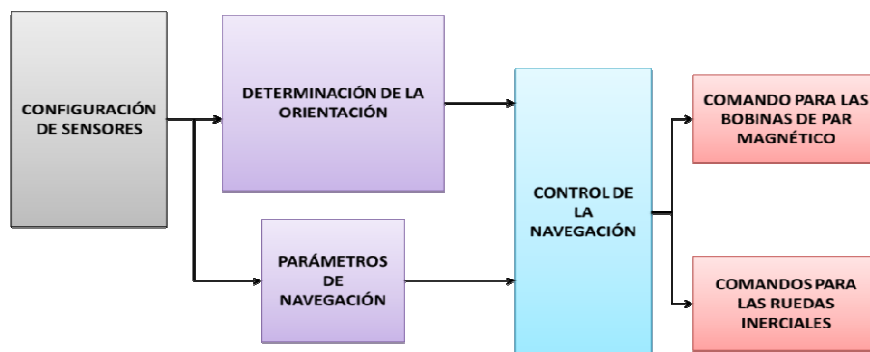 CONFIGURACIÓN
DE SENSORES
DETERMINACIÓN DE LA
ORIENTACIÓN
PARÁMETROS
DE
NAVEGACIÓN
CONTROL DE
LA
NAVEGACIÓN
COMANDO PARA LAS
BOBINAS DE PAR
MAGNÉTICO
COMANDOS PARA
LAS RUEDAS
INERCIALES